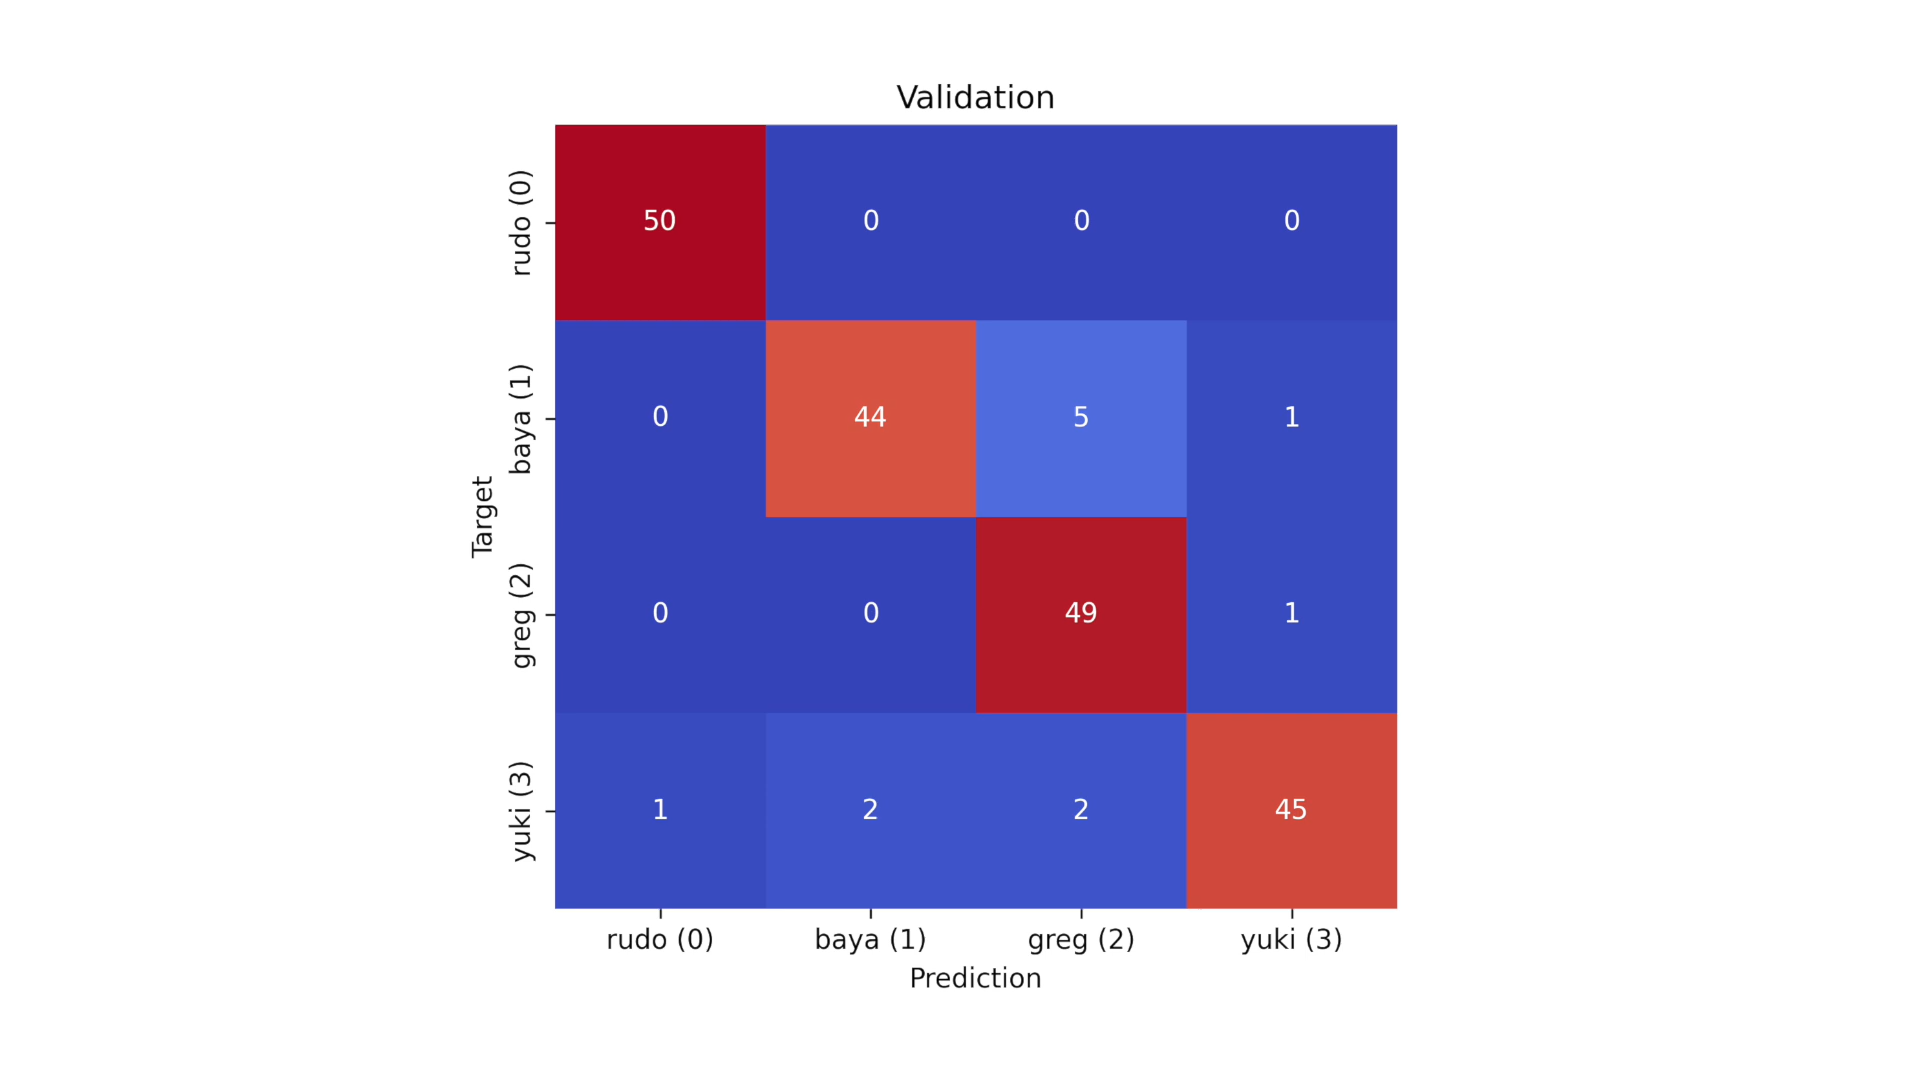 Validation
Target
rudo (0)
50 0 0 0
baya (1)
0 44 5 1
greg (2)
0 0 49 1
yuki (3)
1 2 2 45
rudo (0) baya (1) greg (2) yuki (3)
Prediction